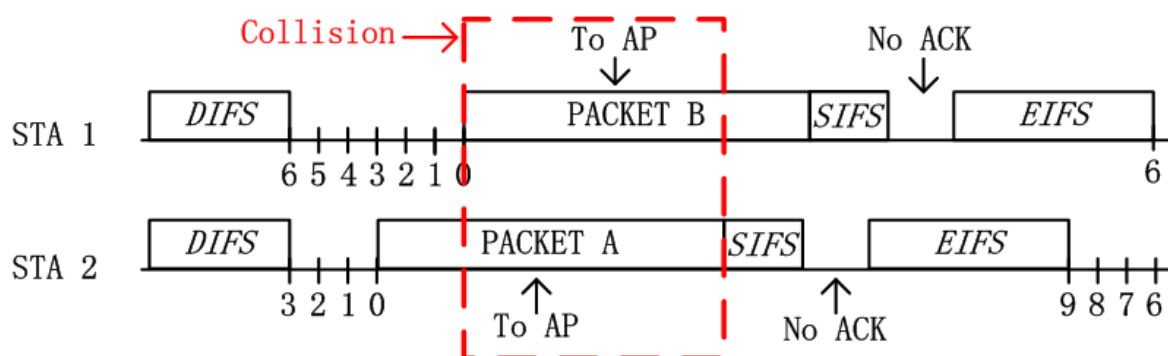 Collision
To AP
No ACK
STA 1
DIFS
PACKET B
SIFS
EIFS
6 5 4 3 2 1 0
6
STA 2
DIFS
PACKET A
SIFS
EIFS
3 2 1 0
9 8 7 6
To AP
No ACK